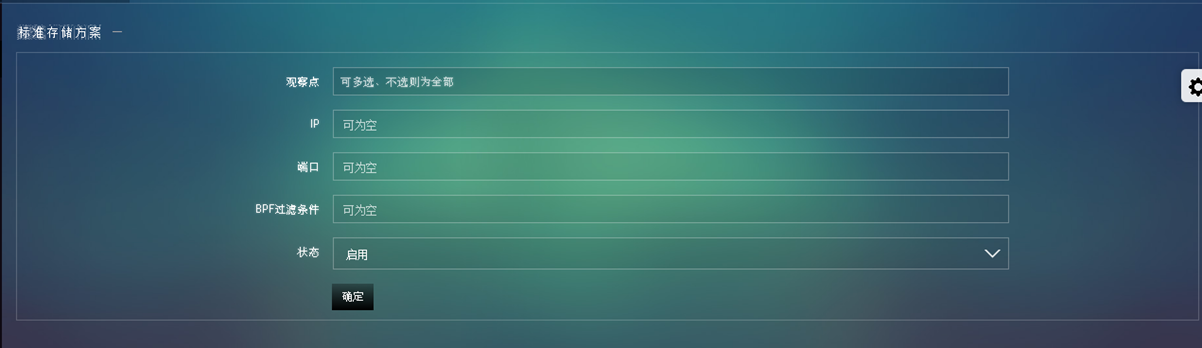 标准存储方案
观察点 可多选、不选则为全部
IP 可为空
端口 可为空
BPF过滤条件 可为空
状态 启用
确定